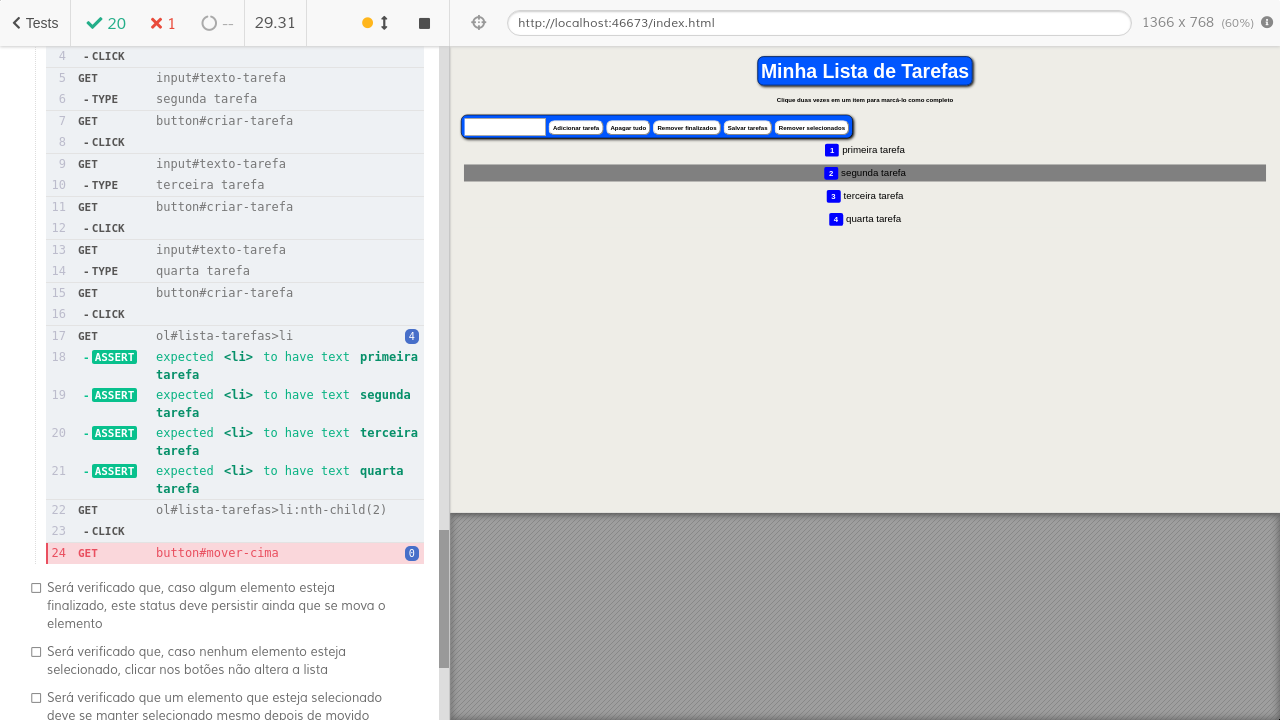 Tests 20 1 -- 29.31
http://localhost:46673/index.html 1366 x 768 (60%)
4 - CLICK
5 GET input#texto-tarefa
6 - TYPE segunda tarefa
7 GET button#criar-tarefa
8 - CLICK
9 GET input#texto-tarefa
10 - TYPE terceira tarefa
11 GET button#criar-tarefa
12 - CLICK
13 GET input#texto-tarefa
14 - TYPE quarta tarefa
15 GET button#criar-tarefa
16 - CLICK
17 GET ol#lista-tarefas>li 4
18 - ASSERT expected <li> to have text primeira
tarefa
19 - ASSERT expected <li> to have text segunda
tarefa
20 - ASSERT expected <li> to have text terceira
tarefa
21 - ASSERT expected <li> to have text quarta
tarefa
22 GET ol#lista-tarefas>li:nth-child(2)
23 - CLICK
24 GET button#mover-cima 0
Será verificado que, caso algum elemento esteja
finalizado, este status deve persistir ainda que se mova o
elemento
Será verificado que, caso nenhum elemento esteja
selecionado, clicar nos botões não altera a lista
Será verificado que um elemento que esteja selecionado
deve se manter selecionado mesmo depois de movido
Minha Lista de Tarefas
Clique duas vezes em um item para marcá-lo como completo
Adicionar tarefa Apagar tudo Remover finalizados Salvar tarefas Remover selecionados
1 primeira tarefa
2 segunda tarefa
3 terceira tarefa
4 quarta tarefa